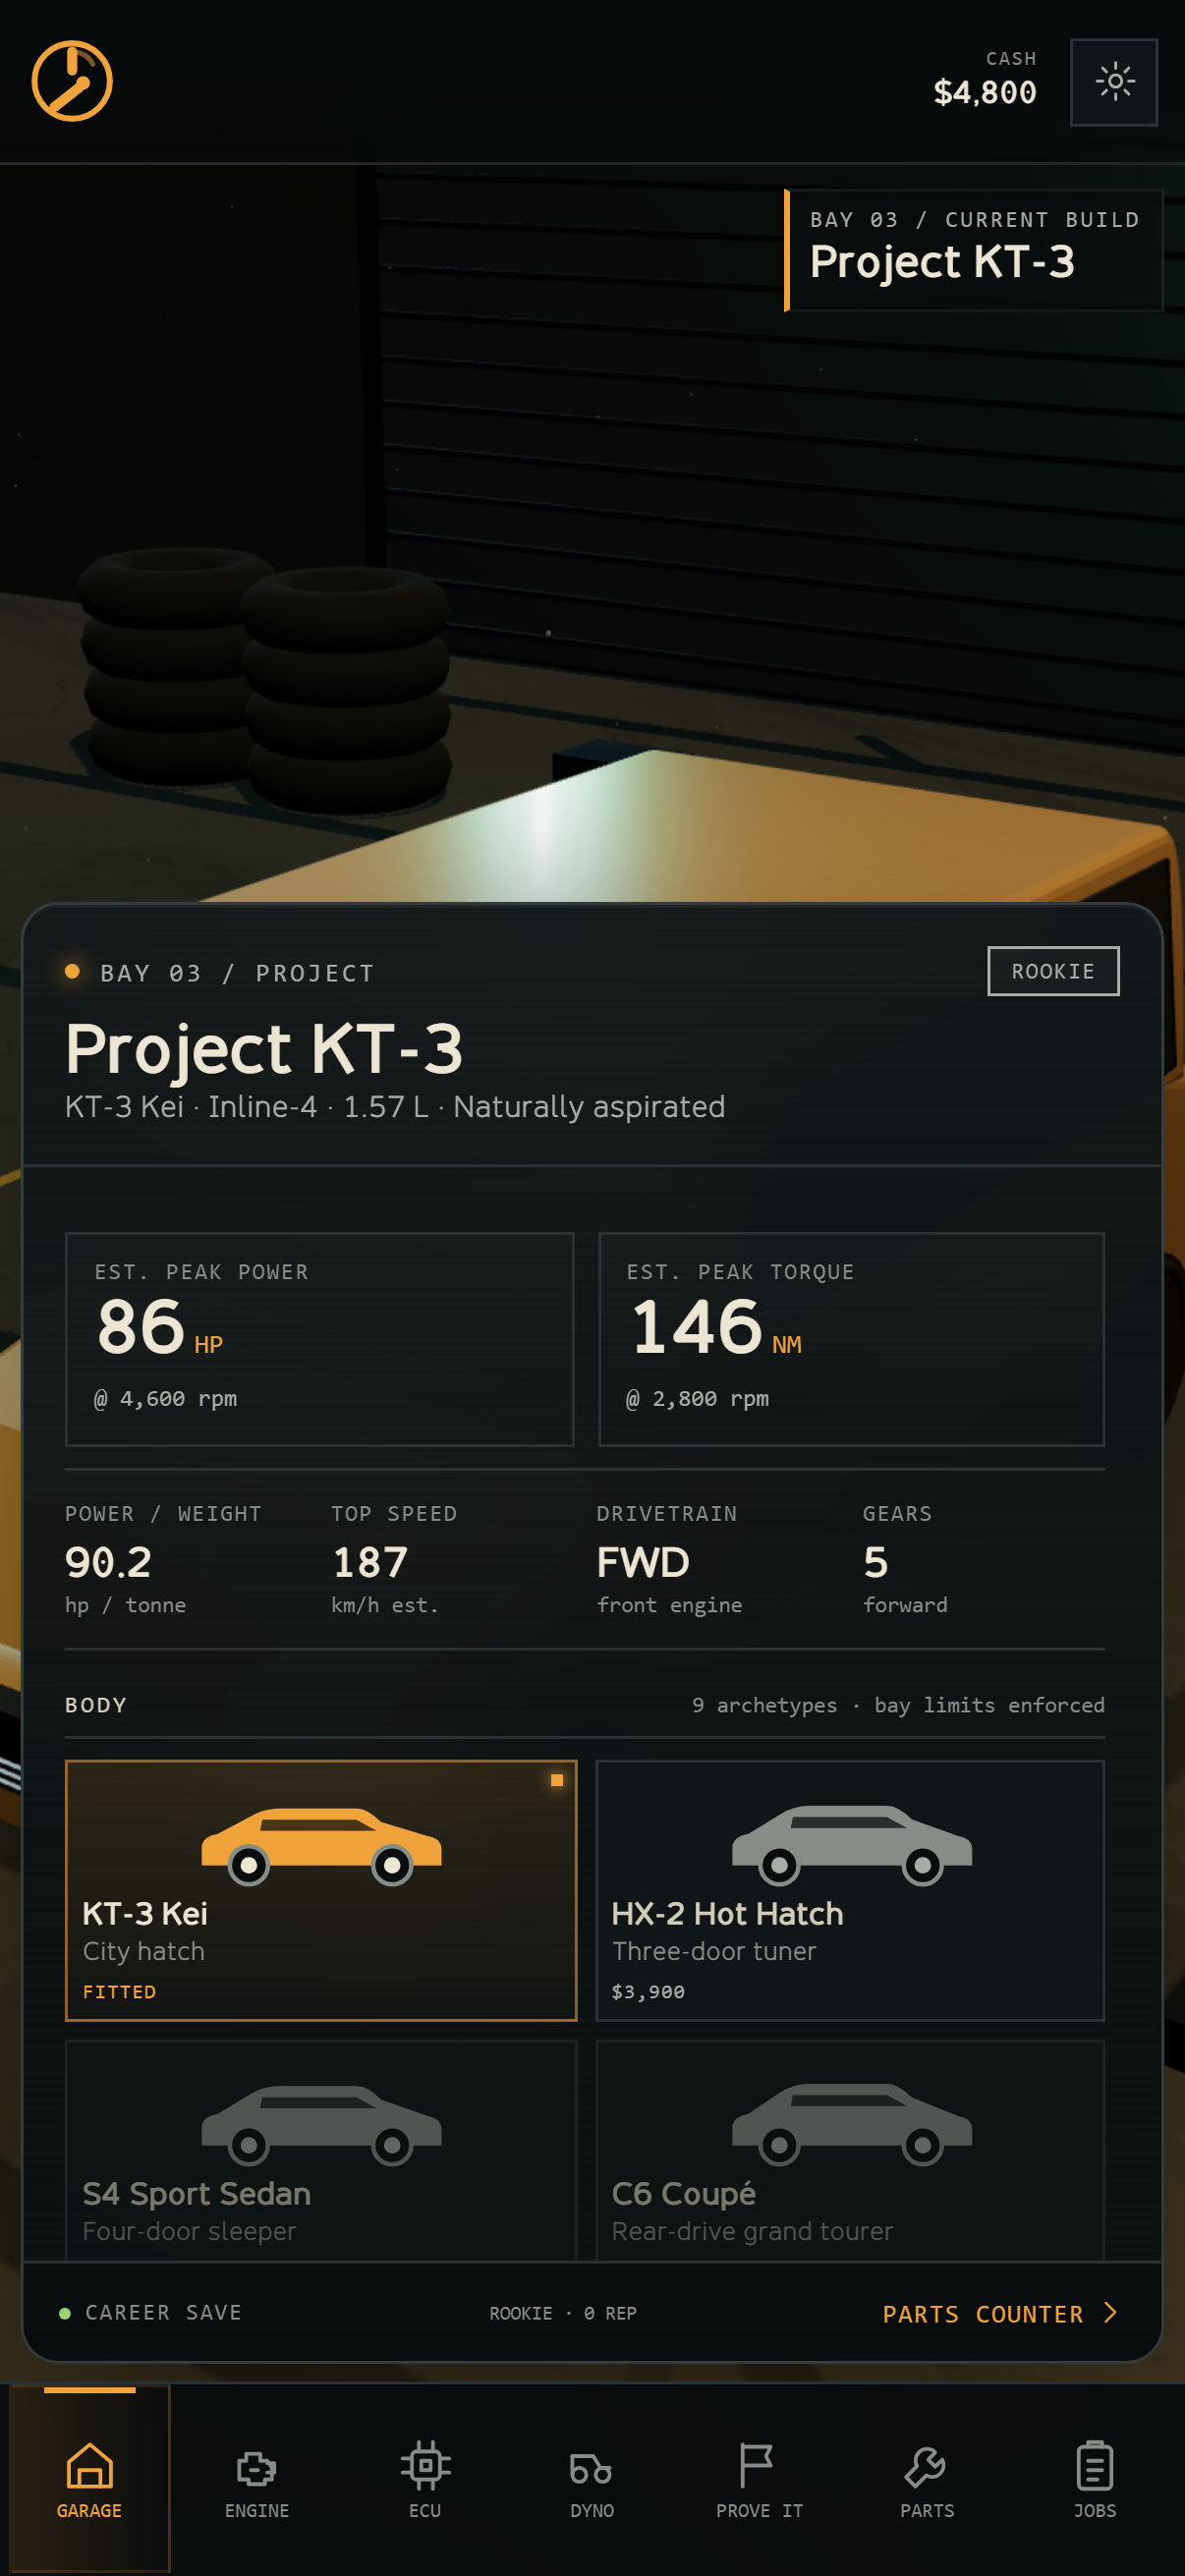 CASH
$4,800
BAY 03 / CURRENT BUILD
Project KT-3
BAY 03 / PROJECT
ROOKIE
Project KT-3
KT-3 Kei · Inline-4 · 1.57 L · Naturally aspirated
EST. PEAK POWER
86 HP
@ 4,600 rpm
EST. PEAK TORQUE
146 NM
@ 2,800 rpm
POWER / WEIGHT
90.2
hp / tonne
TOP SPEED
187
km/h est.
DRIVETRAIN
FWD
front engine
GEARS
5
forward
BODY
9 archetypes · bay limits enforced
KT-3 Kei
City hatch
FITTED
HX-2 Hot Hatch
Three-door tuner
$3,900
S4 Sport Sedan
Four-door sleeper
C6 Coupé
Rear-drive grand tourer
CAREER SAVE
ROOKIE · 0 REP
PARTS COUNTER
GARAGE
ENGINE
ECU
DYNO
PROVE IT
PARTS
JOBS